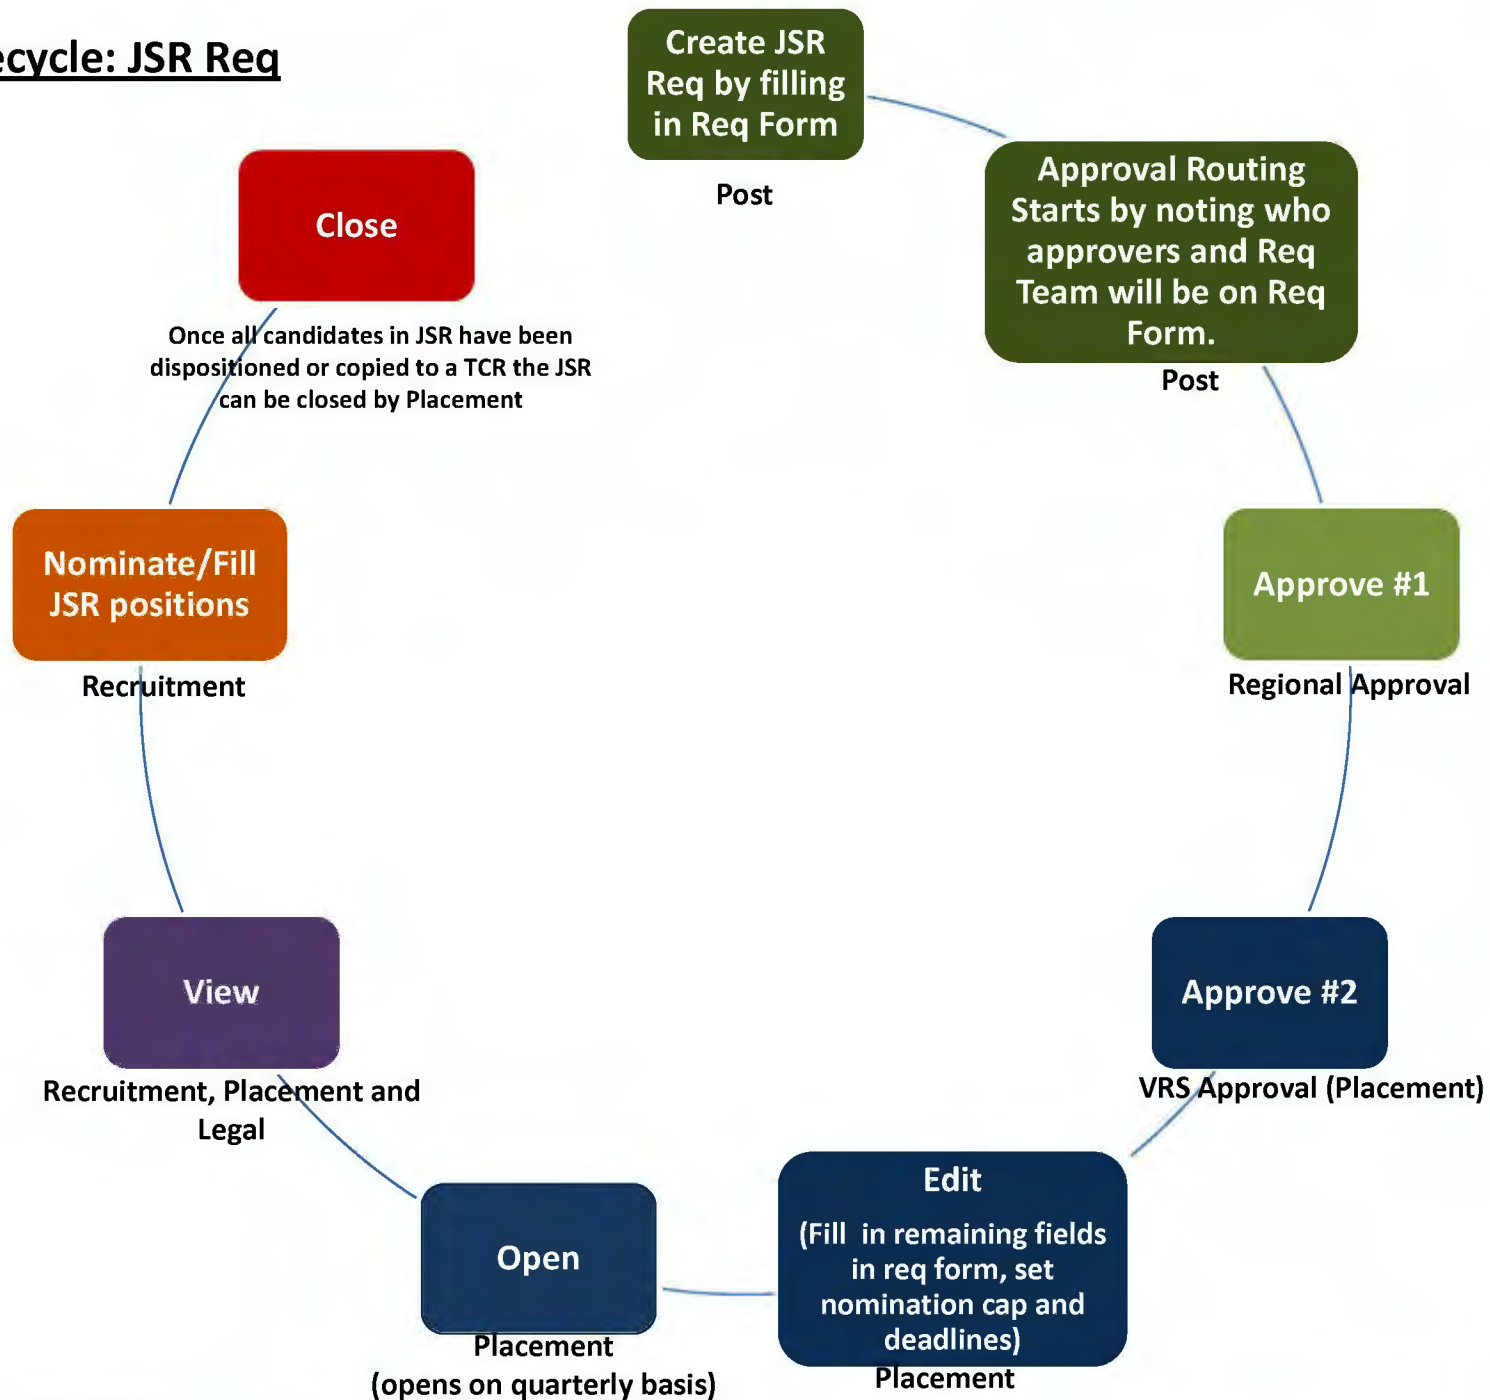 ecycle: JSR Req
Create JSR
Req by filling
in Req Form
Post
Approval Routing
Starts by noting who
approvers and Req
Team will be on Req
Form.
Post
Approve #1
Regional Approval
Approve #2
VRS Approval (Placement)
Edit
(Fill in remaining fields
in req form, set
nomination cap and
deadlines)
Placement
Open
Placement
(opens on quarterly basis)
View
Recruitment, Placement and
Legal
Nominate/Fill
JSR positions
Recruitment
Close
Once all candidates in JSR have been
dispositioned or copied to a TCR the JSR
can be closed by Placement